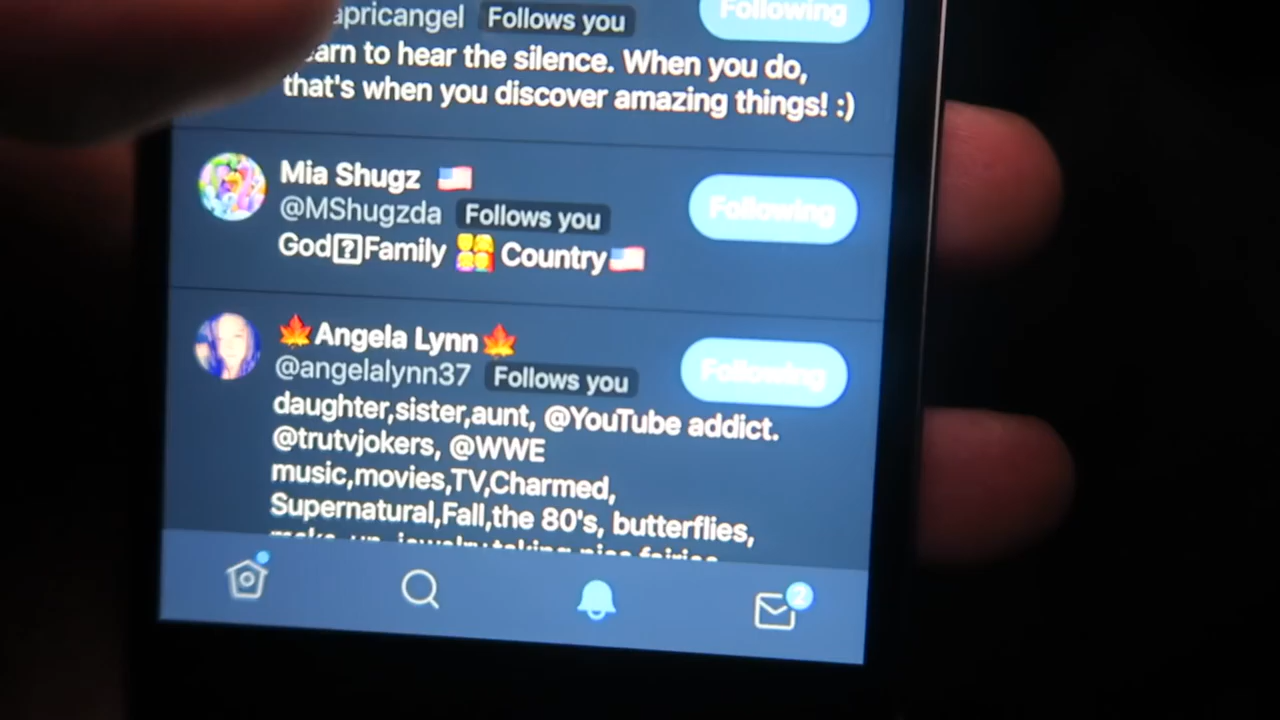 apricangel Follows you Following
earn to hear the silence. When you do,
that's when you discover amazing things! :)
Mia Shugz 🇺🇸
@MShugzda Follows you Following
God⍰Family 👨‍👩‍👧‍👦 Country🇺🇸
🍁Angela Lynn🍁
@angelalynn37 Follows you Following
daughter,sister,aunt, @YouTube addict.
@trutvjokers, @WWE
music,movies,TV,Charmed,
Supernatural,Fall,the 80's, butterflies,
2